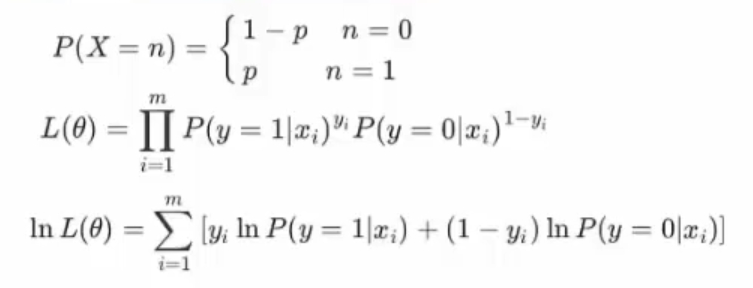 P(X = n) = { 1 − p   n = 0
p   n = 1
L(θ) = ∏_{i=1}^{m} P(y = 1|x_i)^{y_i} P(y = 0|x_i)^{1−y_i}
ln L(θ) = ∑_{i=1}^{m} [y_i ln P(y = 1|x_i) + (1 − y_i) ln P(y = 0|x_i)]